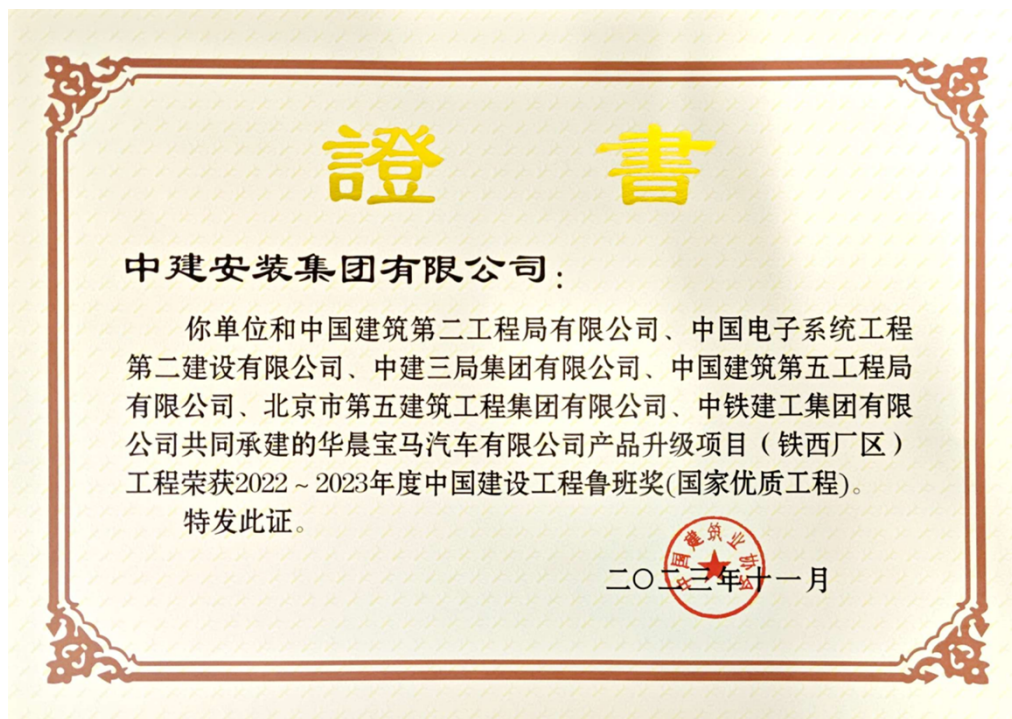 證書
中建安装集团有限公司：
你单位和中国建筑第二工程局有限公司、中国电子系统工程
第二建设有限公司、中建三局集团有限公司、中国建筑第五工程局
有限公司、北京市第五建筑工程集团有限公司、中铁建工集团有限
公司共同承建的华晨宝马汽车有限公司产品升级项目（铁西厂区）
工程荣获2022～2023年度中国建设工程鲁班奖(国家优质工程)。
特发此证。
中国建筑业协会
二〇二三年十一月